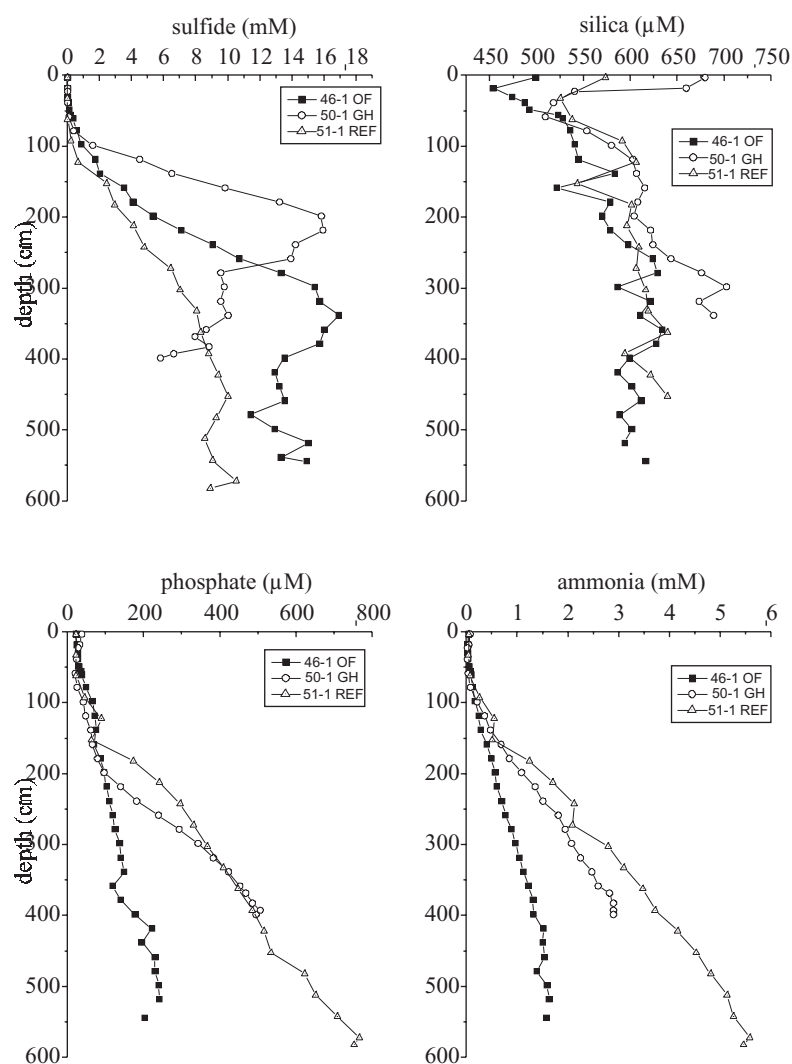 sulfide (mM)
0 2 4 6 8 10 12 14 16 18
0
100
200
300
400
500
600
depth (cm)
46-1 OF
50-1 GH
51-1 REF
silica (µM)
450 500 550 600 650 700 750
0
100
200
300
400
500
600
46-1 OF
50-1 GH
51-1 REF
phosphate (µM)
0 200 400 600 800
0
100
200
300
400
500
600
depth (cm)
46-1 OF
50-1 GH
51-1 REF
ammonia (mM)
0 1 2 3 4 5 6
0
100
200
300
400
500
600
46-1 OF
50-1 GH
51-1 REF